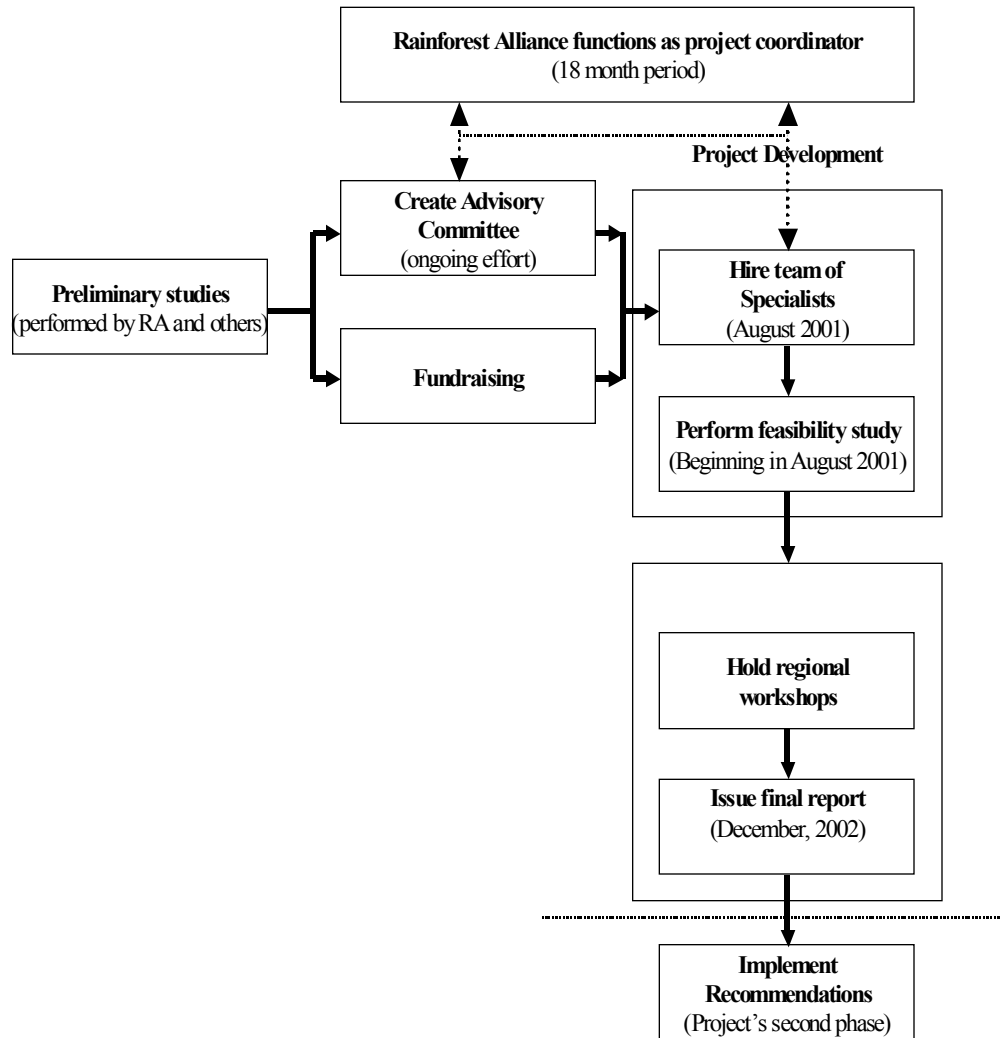 Rainforest Alliance functions as project coordinator
(18 month period)
Project Development
Create Advisory
Committee
(ongoing effort)
Preliminary studies
(performed by RA and others)
Fundraising
Hire team of
Specialists
(August 2001)
Perform feasibility study
(Beginning in August 2001)
Hold regional
workshops
Issue final report
(December, 2002)
Implement
Recommendations
(Project's second phase)